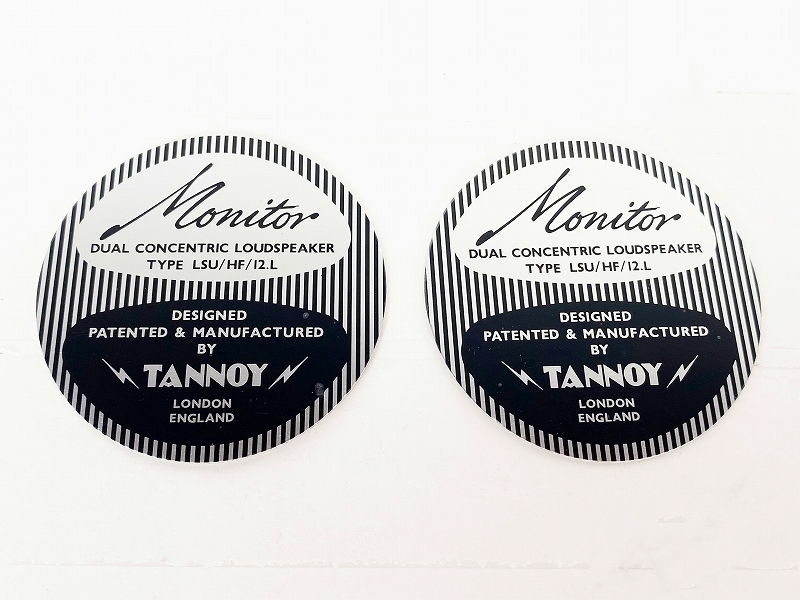 Monitor
DUAL CONCENTRIC LOUDSPEAKER
TYPE LSU/HF/12.L
DESIGNED
PATENTED & MANUFACTURED
BY
TANNOY
LONDON
ENGLAND
Monitor
DUAL CONCENTRIC LOUDSPEAKER
TYPE LSU/HF/12.L
DESIGNED
PATENTED & MANUFACTURED
BY
TANNOY
LONDON
ENGLAND